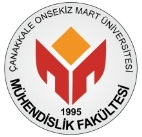 ÇANAKKALE ONSEKİZ MART ÜNİVERSİTESİ
1995
MÜHENDİSLİK FAKÜLTESİ